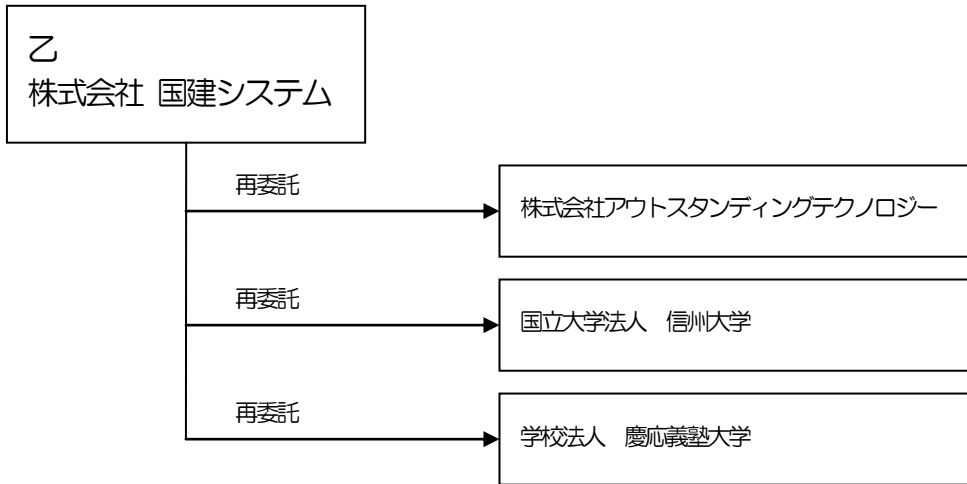 乙
株式会社 国建システム
再委託
株式会社アウトスタンディングテクノロジー
再委託
国立大学法人　信州大学
再委託
学校法人　慶応義塾大学